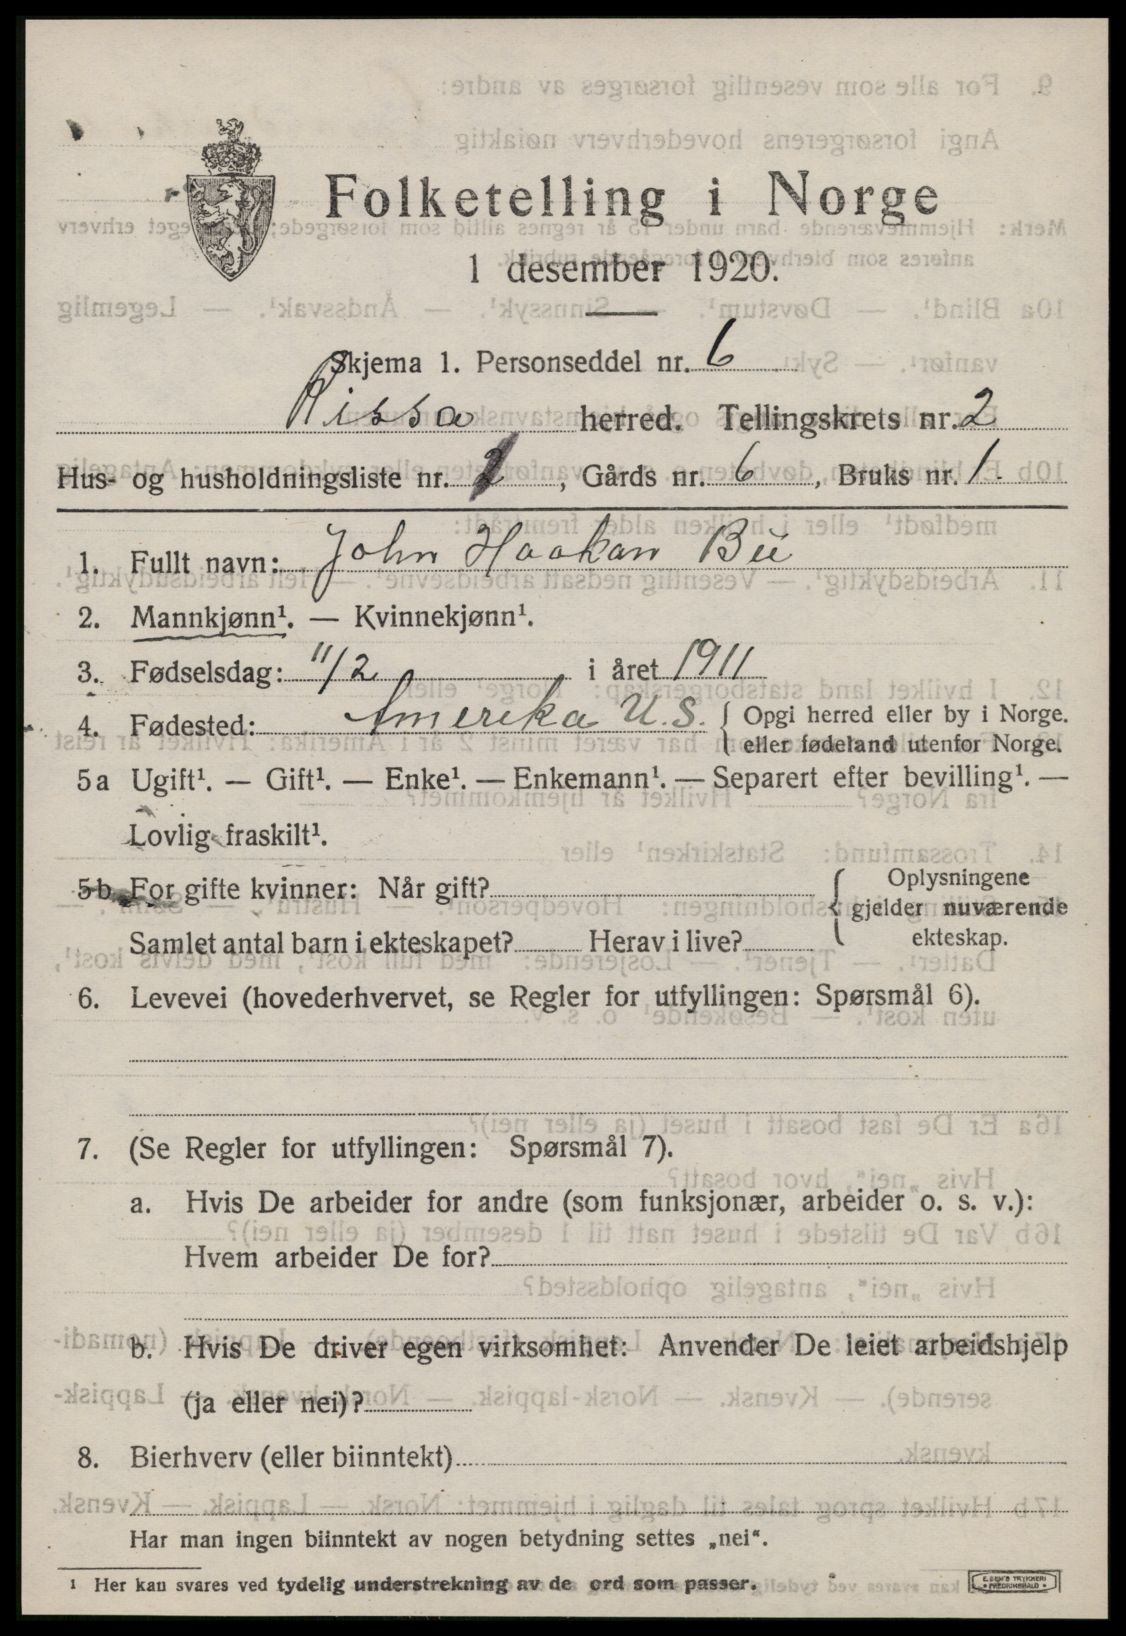 Folketelling i Norge
1 desember 1920.
Skjema 1. Personseddel nr. 6
Rissa herred. Tellingskrets nr. 2
Hus- og husholdningsliste nr. 2, Gårds nr. 6, Bruks nr. 1.
1. Fullt navn: John Haakan Bu
2. Mannkjønn¹. — Kvinnekjønn¹.
3. Fødselsdag: 11/2 i året 1911
4. Fødested: Amerika U.S. { Opgi herred eller by i Norge.
eller fødeland utenfor Norge.
5a Ugift¹. — Gift¹. — Enke¹. — Enkemann¹. — Separert efter bevilling¹. —
Lovlig fraskilt¹.
5b For gifte kvinner: Når gift? { Oplysningene
gjelder nuværende
ekteskap.
Samlet antal barn i ekteskapet? Herav i live?
6. Levevei (hovederhvervet, se Regler for utfyllingen: Spørsmål 6).
7. (Se Regler for utfyllingen: Spørsmål 7).
a. Hvis De arbeider for andre (som funksjonær, arbeider o. s. v.):
Hvem arbeider De for?
b. Hvis De driver egen virksomhet: Anvender De leiet arbeidshjelp
(ja eller nei)?
8. Bierhverv (eller biinntekt)
Har man ingen biinntekt av nogen betydning settes „nei“.
¹ Her kan svares ved tydelig understrekning av de ord som passer.